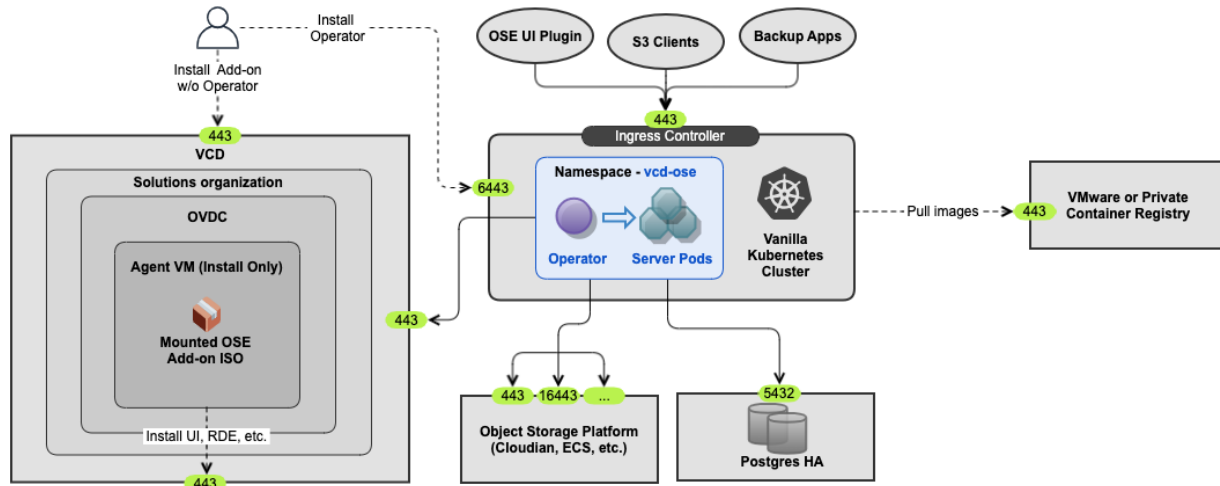 Install
Operator
Install Add-on
w/o Operator
OSE UI Plugin
S3 Clients
Backup Apps
443
443
Ingress Controller
VCD
Solutions organization
OVDC
Agent VM (Install Only)
Mounted OSE
Add-on ISO
Install UI, RDE, etc.
443
443
6443
Namespace - vcd-ose
Operator
Server Pods
Vanilla
Kubernetes
Cluster
Pull images
443
VMware or Private
Container Registry
443
16443
...
Object Storage Platform
(Cloudian, ECS, etc.)
5432
Postgres HA